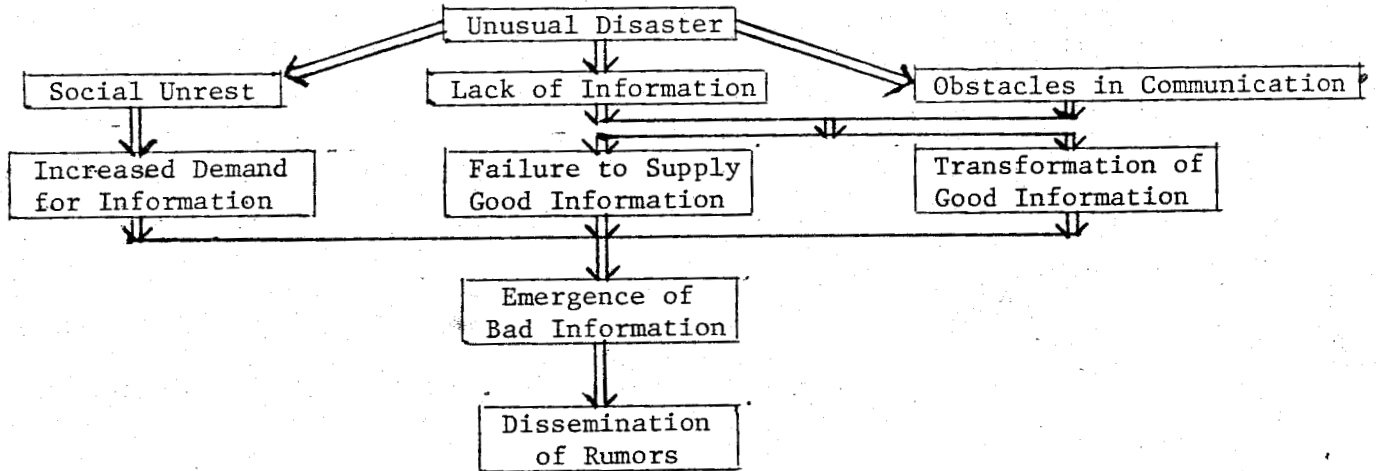 Unusual Disaster
Social Unrest
Lack of Information
Obstacles in Communication
Increased Demand
for Information
Failure to Supply
Good Information
Transformation of
Good Information
Emergence of
Bad Information
Dissemination
of Rumors